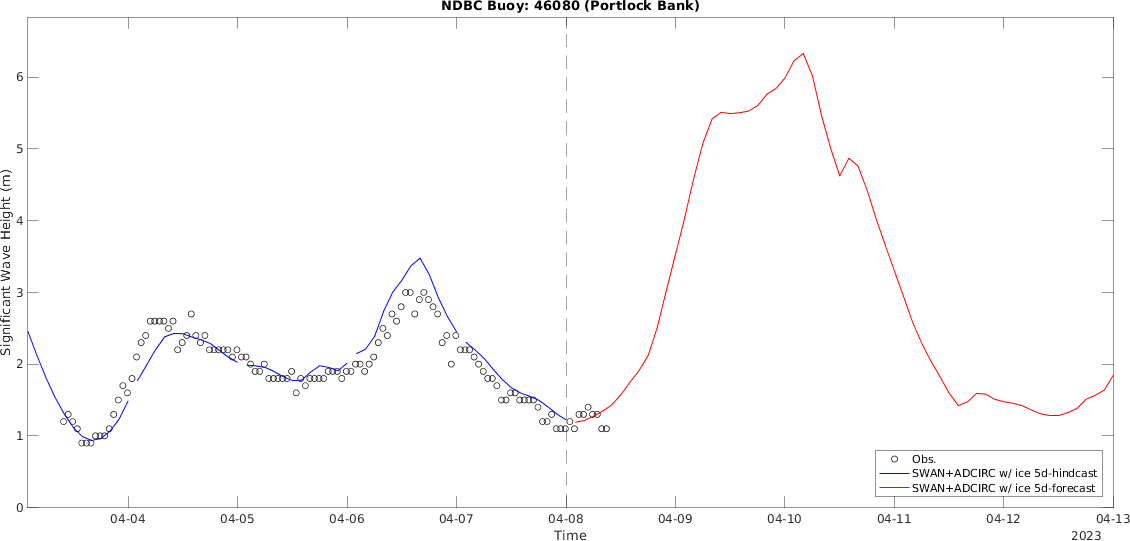 NDBC Buoy: 46080 (Portlock Bank)
Significant Wave Height (m)
6
5
4
3
2
1
0
Obs.
SWAN+ADCIRC w/ ice 5d-hindcast
SWAN+ADCIRC w/ ice 5d-forecast
04-04 04-05 04-06 04-07 04-08 04-09 04-10 04-11 04-12 04-13
Time
2023